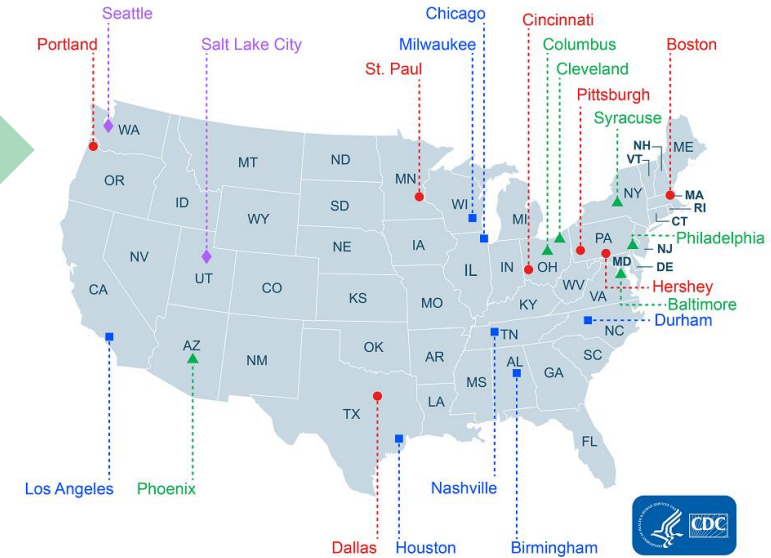 Seattle
Chicago
Cincinnati
Portland
Salt Lake City
Milwaukee
Columbus
Boston
St. Paul
Cleveland
Pittsburgh
Syracuse
WA
MT
ND
MN
NH
ME
VT
OR
ID
WY
SD
WI
MI
NY
MA
RI
CT
NV
UT
NE
IA
PA
Philadelphia
NJ
CA
CO
KS
IL
IN
OH
MD
DE
WV
Hershey
MO
KY
VA
Baltimore
Durham
AZ
NM
OK
AR
TN
NC
SC
MS
AL
GA
TX
LA
FL
Los Angeles
Phoenix
Nashville
Dallas
Houston
Birmingham
CDC